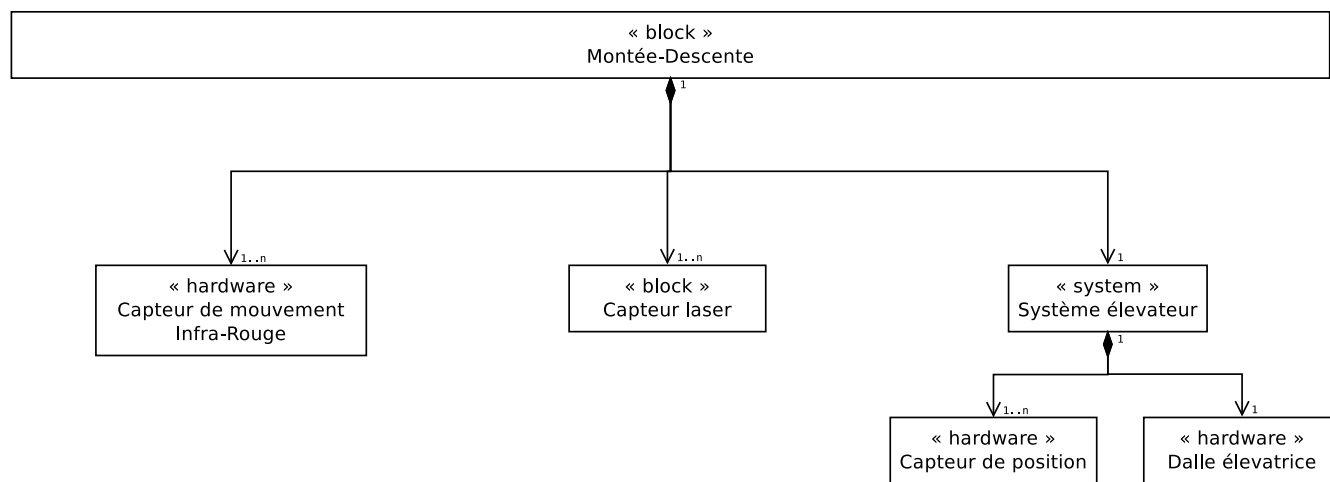 « block »
Montée-Descente
1
1..n
1..n
1
« hardware »
Capteur de mouvement
Infra-Rouge
« block »
Capteur laser
« system »
Système élevateur
1
1..n
1
« hardware »
Capteur de position
« hardware »
Dalle élevatrice